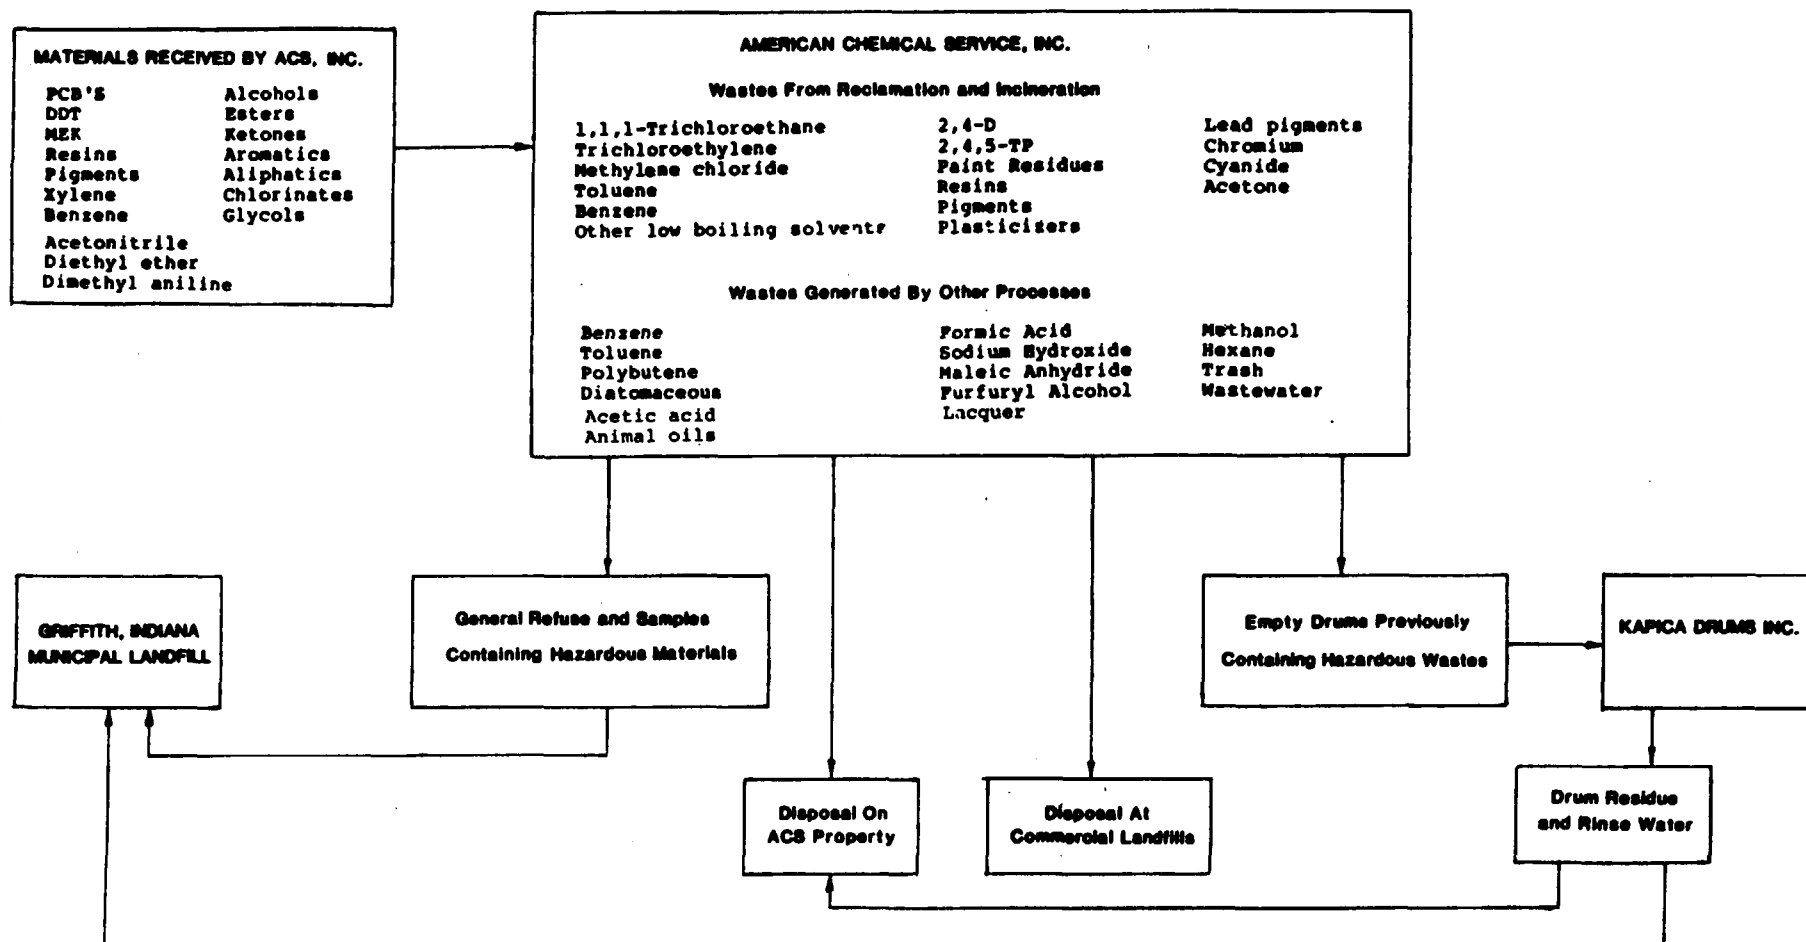 MATERIALS RECEIVED BY ACS, INC.
PCB'S Alcohols
DDT Esters
MEK Ketones
Resins Aromatics
Pigments Aliphatics
Xylene Chlorinates
Benzene Glycols
Acetonitrile
Diethyl ether
Dimethyl aniline
AMERICAN CHEMICAL SERVICE, INC.
Wastes From Reclamation and Incineration
1,1,1-Trichloroethane 2,4-D Lead pigments
Trichloroethylene 2,4,5-TP Chromium
Methylene chloride Paint Residues Cyanide
Toluene Resins Acetone
Benzene Pigments
Other low boiling solvents Plasticizers
Wastes Generated By Other Processes
Benzene Formic Acid Methanol
Toluene Sodium Hydroxide Hexane
Polybutene Maleic Anhydride Trash
Diatomaceous Furfuryl Alcohol Wastewater
Acetic acid Lacquer
Animal oils
GRIFFITH, INDIANA
MUNICIPAL LANDFILL
General Refuse and Samples
Containing Hazardous Materials
Empty Drums Previously
Containing Hazardous Wastes
KAPICA DRUMS INC.
Disposal On
ACS Property
Disposal At
Commercial Landfills
Drum Residue
and Rinse Water